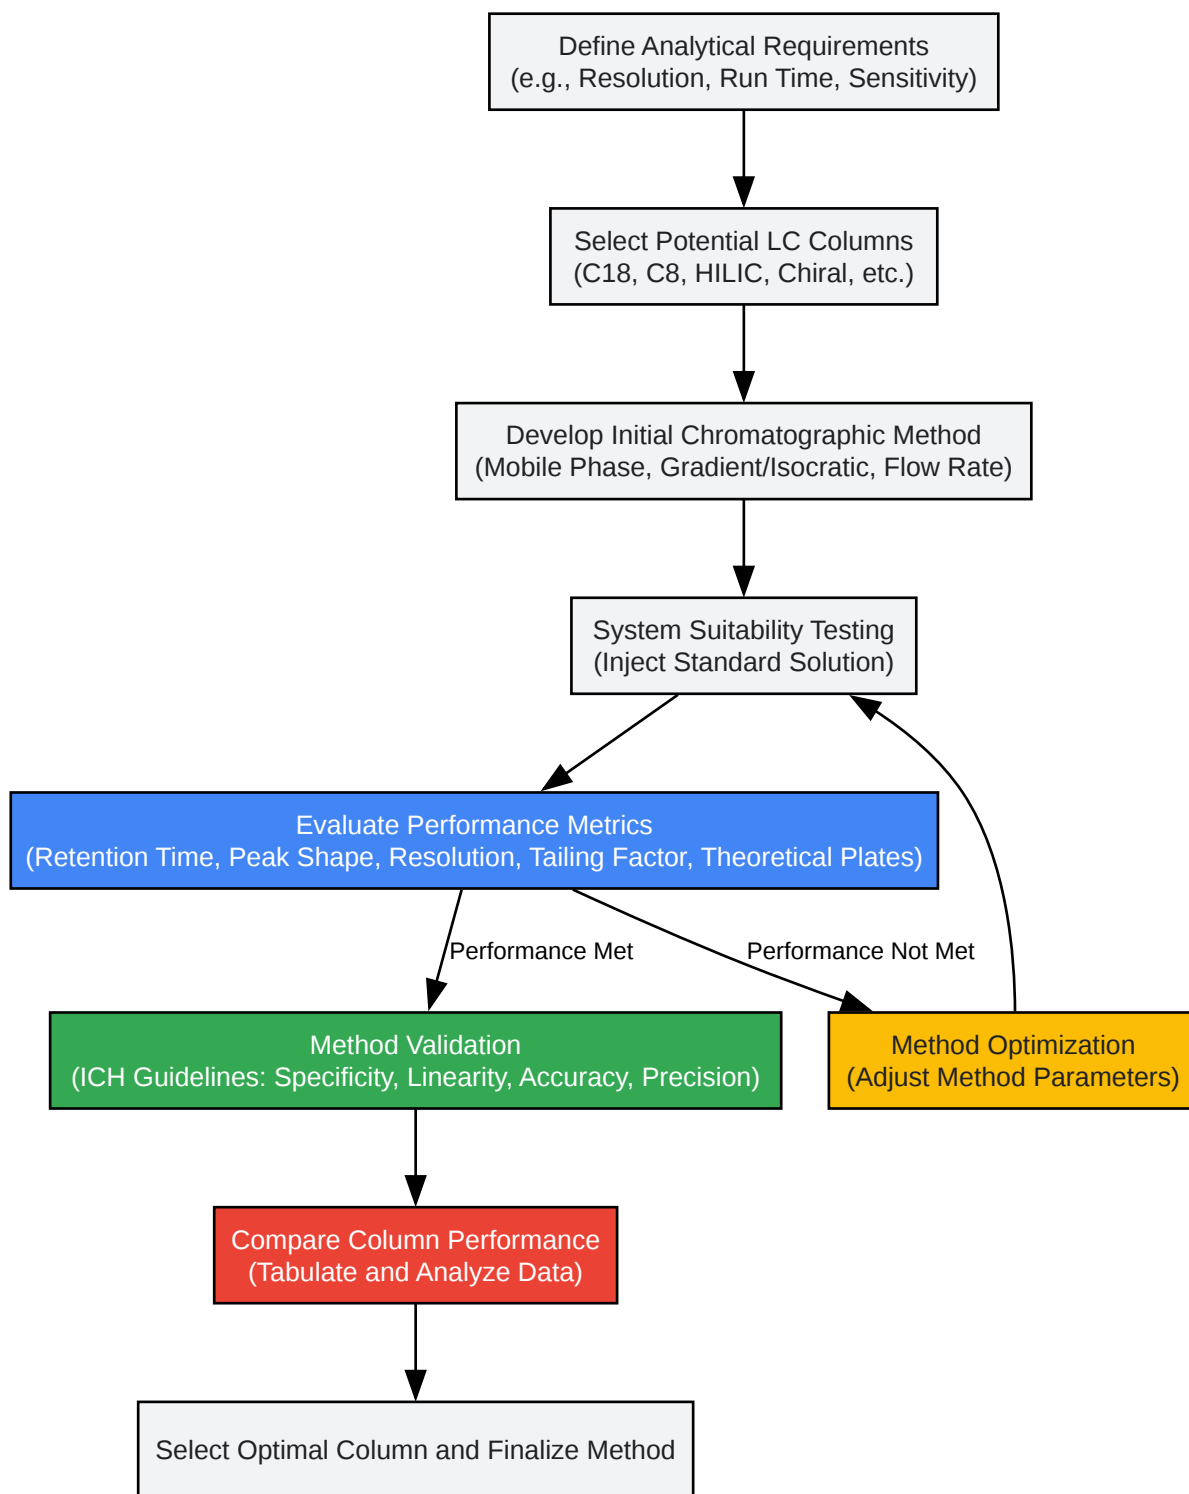 Define Analytical Requirements
(e.g., Resolution, Run Time, Sensitivity)
Select Potential LC Columns
(C18, C8, HILIC, Chiral, etc.)
Develop Initial Chromatographic Method
(Mobile Phase, Gradient/Isocratic, Flow Rate)
System Suitability Testing
(Inject Standard Solution)
Evaluate Performance Metrics
(Retention Time, Peak Shape, Resolution, Tailing Factor, Theoretical Plates)
Performance Met
Performance Not Met
Method Validation
(ICH Guidelines: Specificity, Linearity, Accuracy, Precision)
Method Optimization
(Adjust Method Parameters)
Compare Column Performance
(Tabulate and Analyze Data)
Select Optimal Column and Finalize Method